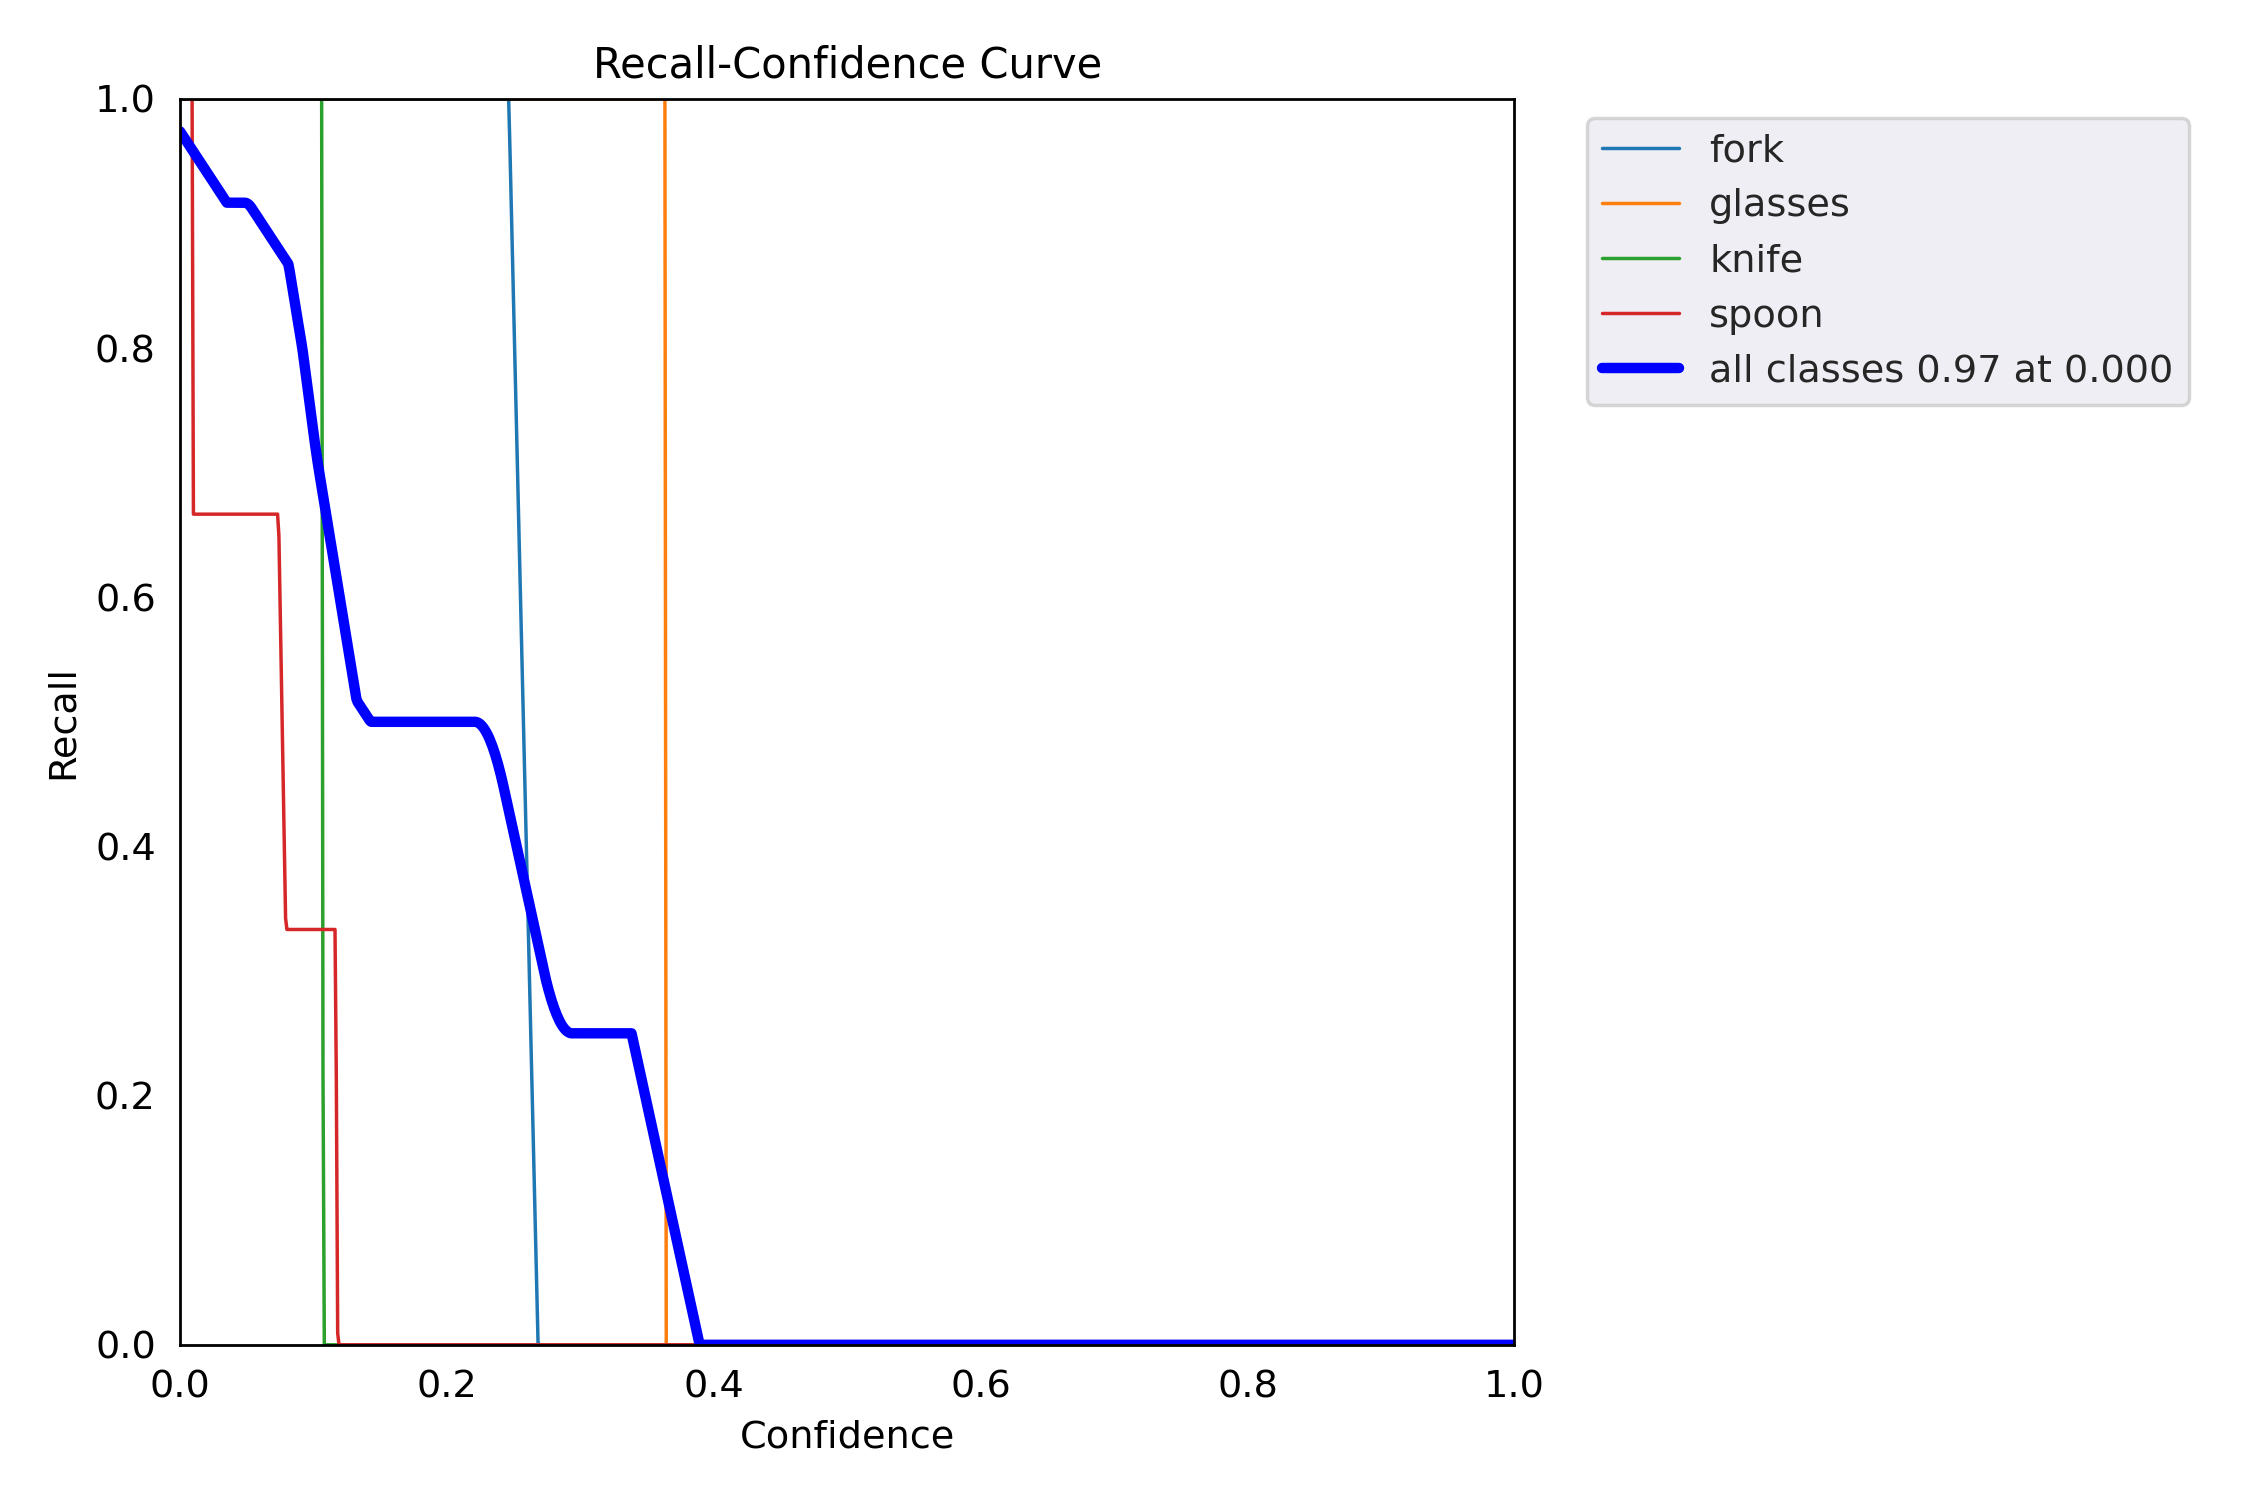 Recall-Confidence Curve
1.0
0.8
0.6
0.4
0.2
0.0
Recall
0.0 0.2 0.4 0.6 0.8 1.0
Confidence
fork
glasses
knife
spoon
all classes 0.97 at 0.000